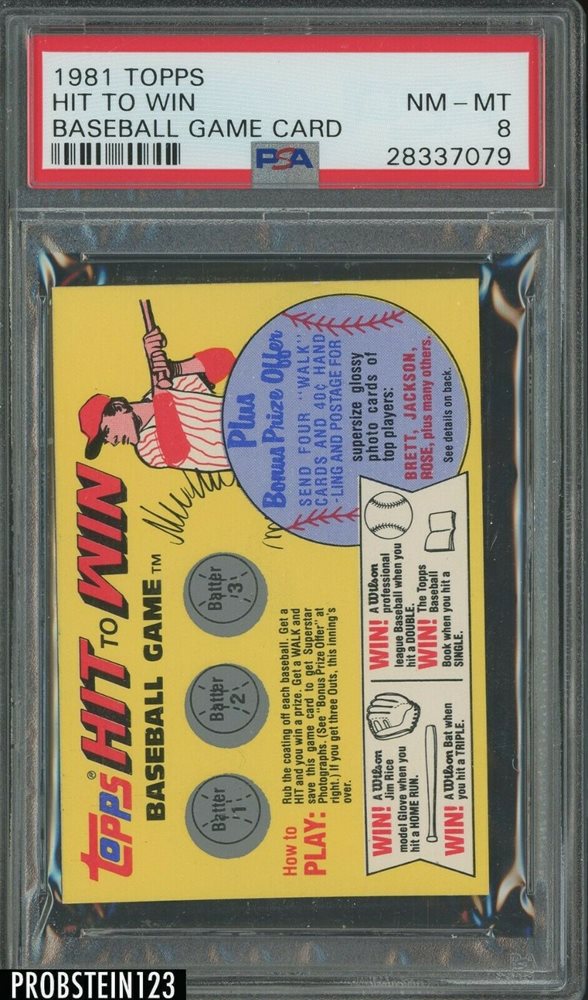 1981 TOPPS
HIT TO WIN
BASEBALL GAME CARD
NM - MT
8
28337079
PSA
TOPPS® HIT TO WIN
BASEBALL GAME™
Batter 1
Batter 2
Batter 3
Plus
Bonus Prize Offer
SEND FOUR "WALK"
CARDS AND 40¢ HAND
-LING AND POSTAGE FOR
supersize glossy
photo cards of
top players:
BRETT, JACKSON,
ROSE, plus many others.
See details on back.
How to
PLAY:
Rub the coating off each baseball. Get a
HIT and you win a prize. Get a WALK and
save this game card to get Superstar
Photographs. (See "Bonus Prize Offer" at
right.) If you get three Outs, this inning's
over.
WIN! A Wilson
Jim Rice
model Glove when you
hit a HOME RUN.
WIN! A Wilson Bat when
you hit a TRIPLE.
WIN! A Wilson
professional
league Baseball when you
hit a DOUBLE.
WIN! The Topps
Baseball
Book when you hit a
SINGLE.
PROBSTEIN123